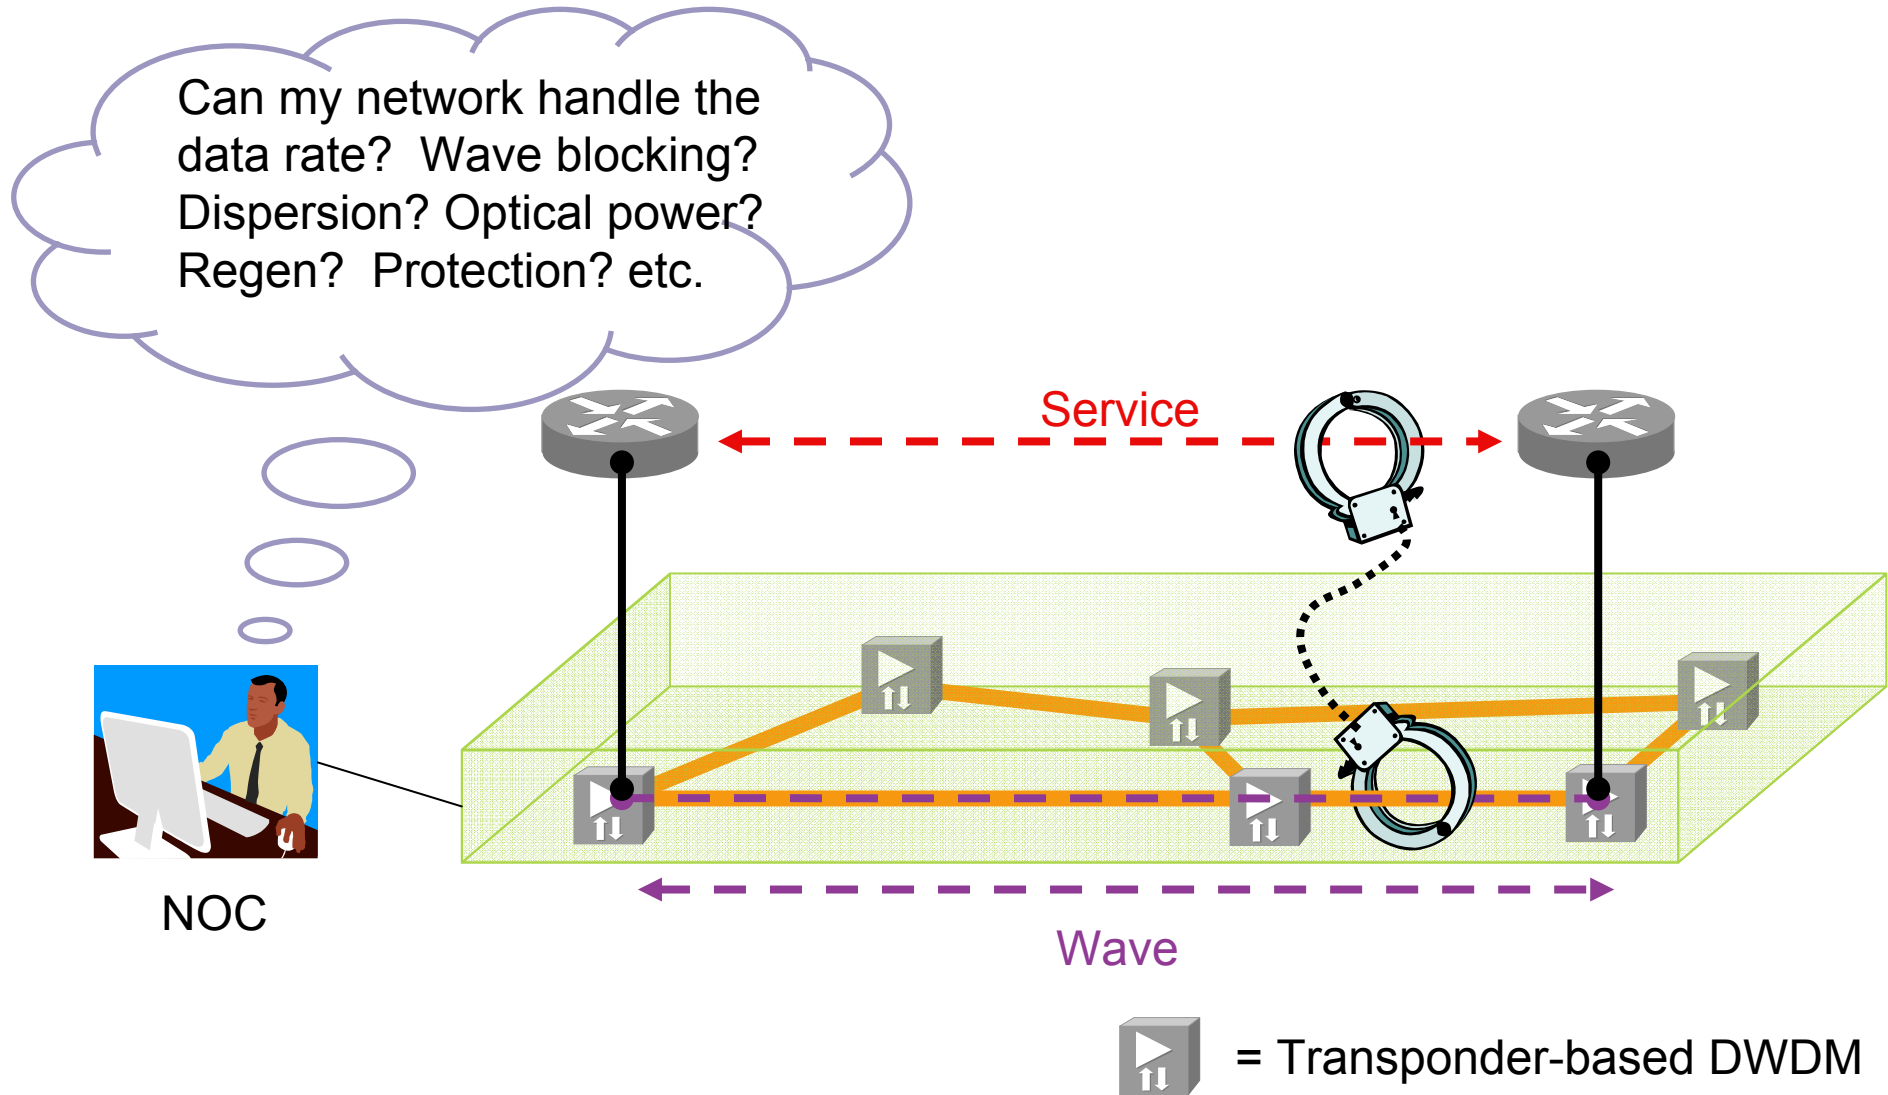 Can my network handle the
data rate?  Wave blocking?
Dispersion? Optical power?
Regen?  Protection? etc.
Service
NOC
Wave
= Transponder-based DWDM